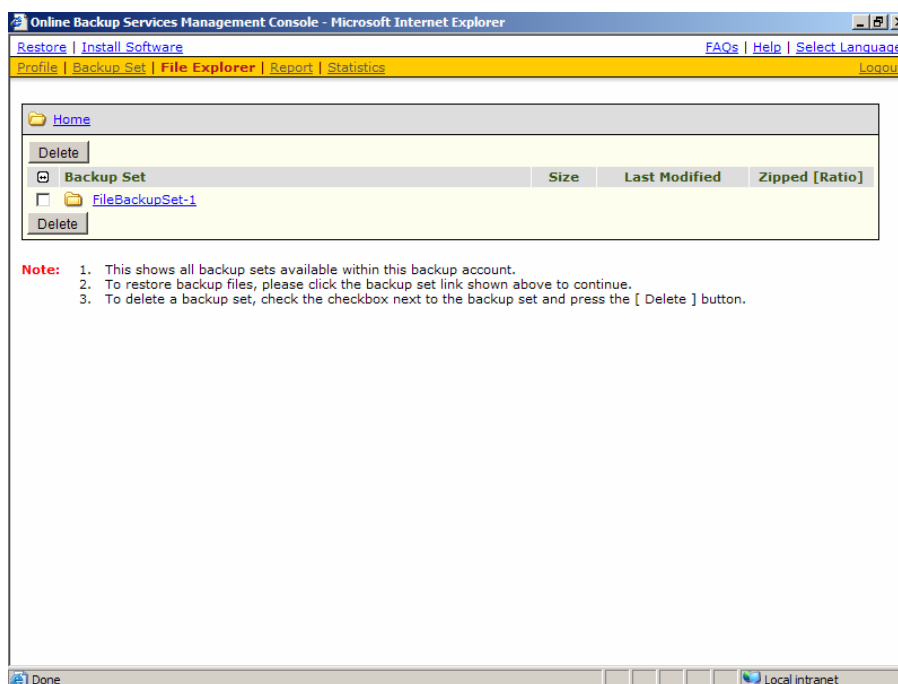 Online Backup Services Management Console - Microsoft Internet Explorer
Restore | Install Software FAQs | Help | Select Language
Profile | Backup Set | File Explorer | Report | Statistics Logou
Home
Delete
Backup Set Size Last Modified Zipped [Ratio]
FileBackupSet-1
Delete
Note: 1. This shows all backup sets available within this backup account.
2. To restore backup files, please click the backup set link shown above to continue.
3. To delete a backup set, check the checkbox next to the backup set and press the [ Delete ] button.
Done Local intranet